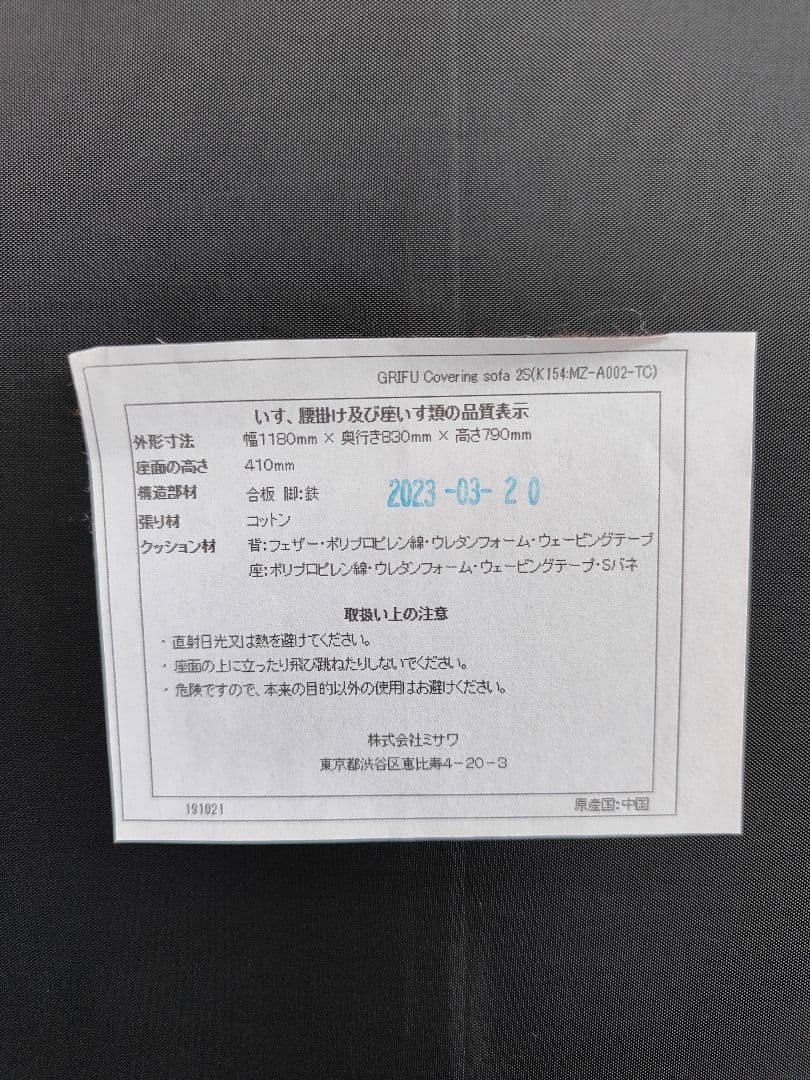 GRIFU Covering sofa 2S(K154:MZ-A002-TC)
いす、腰掛け及び座いす類の品質表示
外形寸法 幅1180mm × 奥行き830mm × 高さ790mm
座面の高さ 410mm
構造部材 合板 脚:鉄 2023-03-20
張り材 コットン
クッション材 背:フェザー・ポリプロピレン綿・ウレタンフォーム・ウェービングテープ
座:ポリプロピレン綿・ウレタンフォーム・ウェービングテープ・Sバネ
取扱い上の注意
・直射日光又は熱を避けてください。
・座面の上に立ったり飛び跳ねたりしないでください。
・危険ですので、本来の目的以外の使用はお避けください。
株式会社ミサワ
東京都渋谷区恵比寿4-20-3
191021 原産国:中国